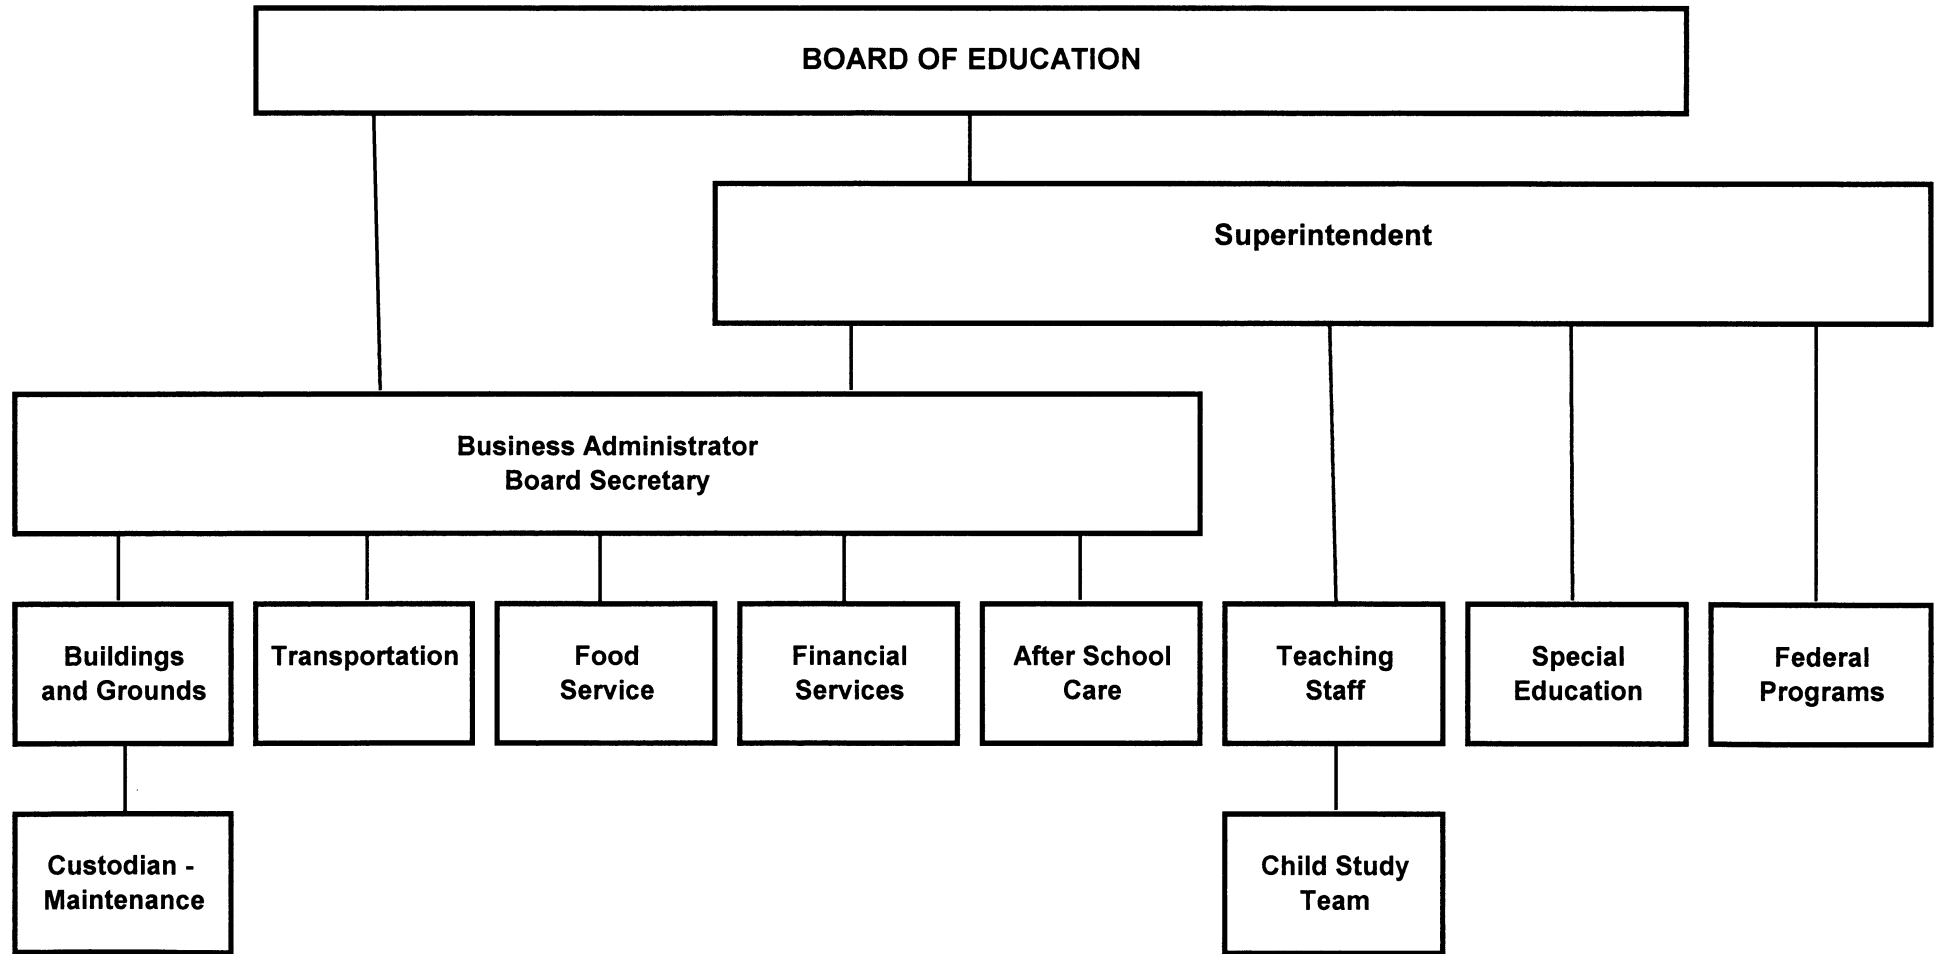 BOARD OF EDUCATION
Superintendent
Business Administrator
Board Secretary
Buildings
and Grounds
Transportation
Food
Service
Financial
Services
After School
Care
Teaching
Staff
Special
Education
Federal
Programs
Custodian -
Maintenance
Child Study
Team